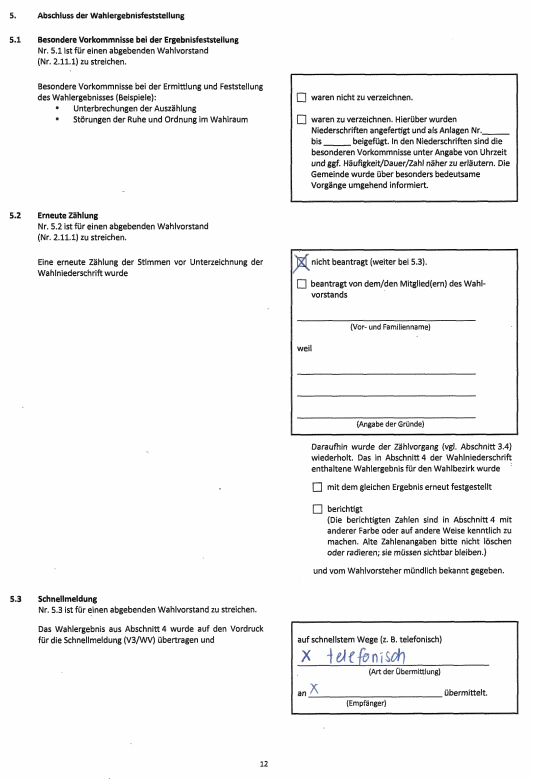 5. Abschluss der Wahlergebnisfeststellung
5.1 Besondere Vorkommnisse bei der Ergebnisfeststellung
Nr. 5.1 ist für einen abgebenden Wahlvorstand
(Nr. 2.11.1) zu streichen.
Besondere Vorkommnisse bei der Ermittlung und Feststellung
des Wahlergebnisses (Beispiele):
▪ Unterbrechungen der Auszählung
▪ Störungen der Ruhe und Ordnung im Wahlraum
☐ waren nicht zu verzeichnen.
☐ waren zu verzeichnen. Hierüber wurden
Niederschriften angefertigt und als Anlagen Nr.______
bis ______ beigefügt. In den Niederschriften sind die
besonderen Vorkommnisse unter Angabe von Uhrzeit
und ggf. Häufigkeit/Dauer/Zahl näher zu erläutern. Die
Gemeinde wurde über besonders bedeutsame
Vorgänge umgehend informiert.
5.2 Erneute Zählung
Nr. 5.2 ist für einen abgebenden Wahlvorstand
(Nr. 2.11.1) zu streichen.
Eine erneute Zählung der Stimmen vor Unterzeichnung der
Wahlniederschrift wurde
☒ nicht beantragt (weiter bei 5.3).
☐ beantragt von dem/den Mitglied(ern) des Wahl-
vorstands
(Vor- und Familienname)
weil
(Angabe der Gründe)
Daraufhin wurde der Zählvorgang (vgl. Abschnitt 3.4)
wiederholt. Das in Abschnitt 4 der Wahlniederschrift
enthaltene Wahlergebnis für den Wahlbezirk wurde
☐ mit dem gleichen Ergebnis erneut festgestellt
☐ berichtigt
(Die berichtigten Zahlen sind in Abschnitt 4 mit
anderer Farbe oder auf andere Weise kenntlich zu
machen. Alte Zahlenangaben bitte nicht löschen
oder radieren; sie müssen sichtbar bleiben.)
und vom Wahlvorsteher mündlich bekannt gegeben.
5.3 Schnellmeldung
Nr. 5.3 ist für einen abgebenden Wahlvorstand zu streichen.
Das Wahlergebnis aus Abschnitt 4 wurde auf den Vordruck
für die Schnellmeldung (V3/WV) übertragen und
auf schnellstem Wege (z. B. telefonisch)
X telefonisch
(Art der Übermittlung)
an X ______ übermittelt.
(Empfänger)
12